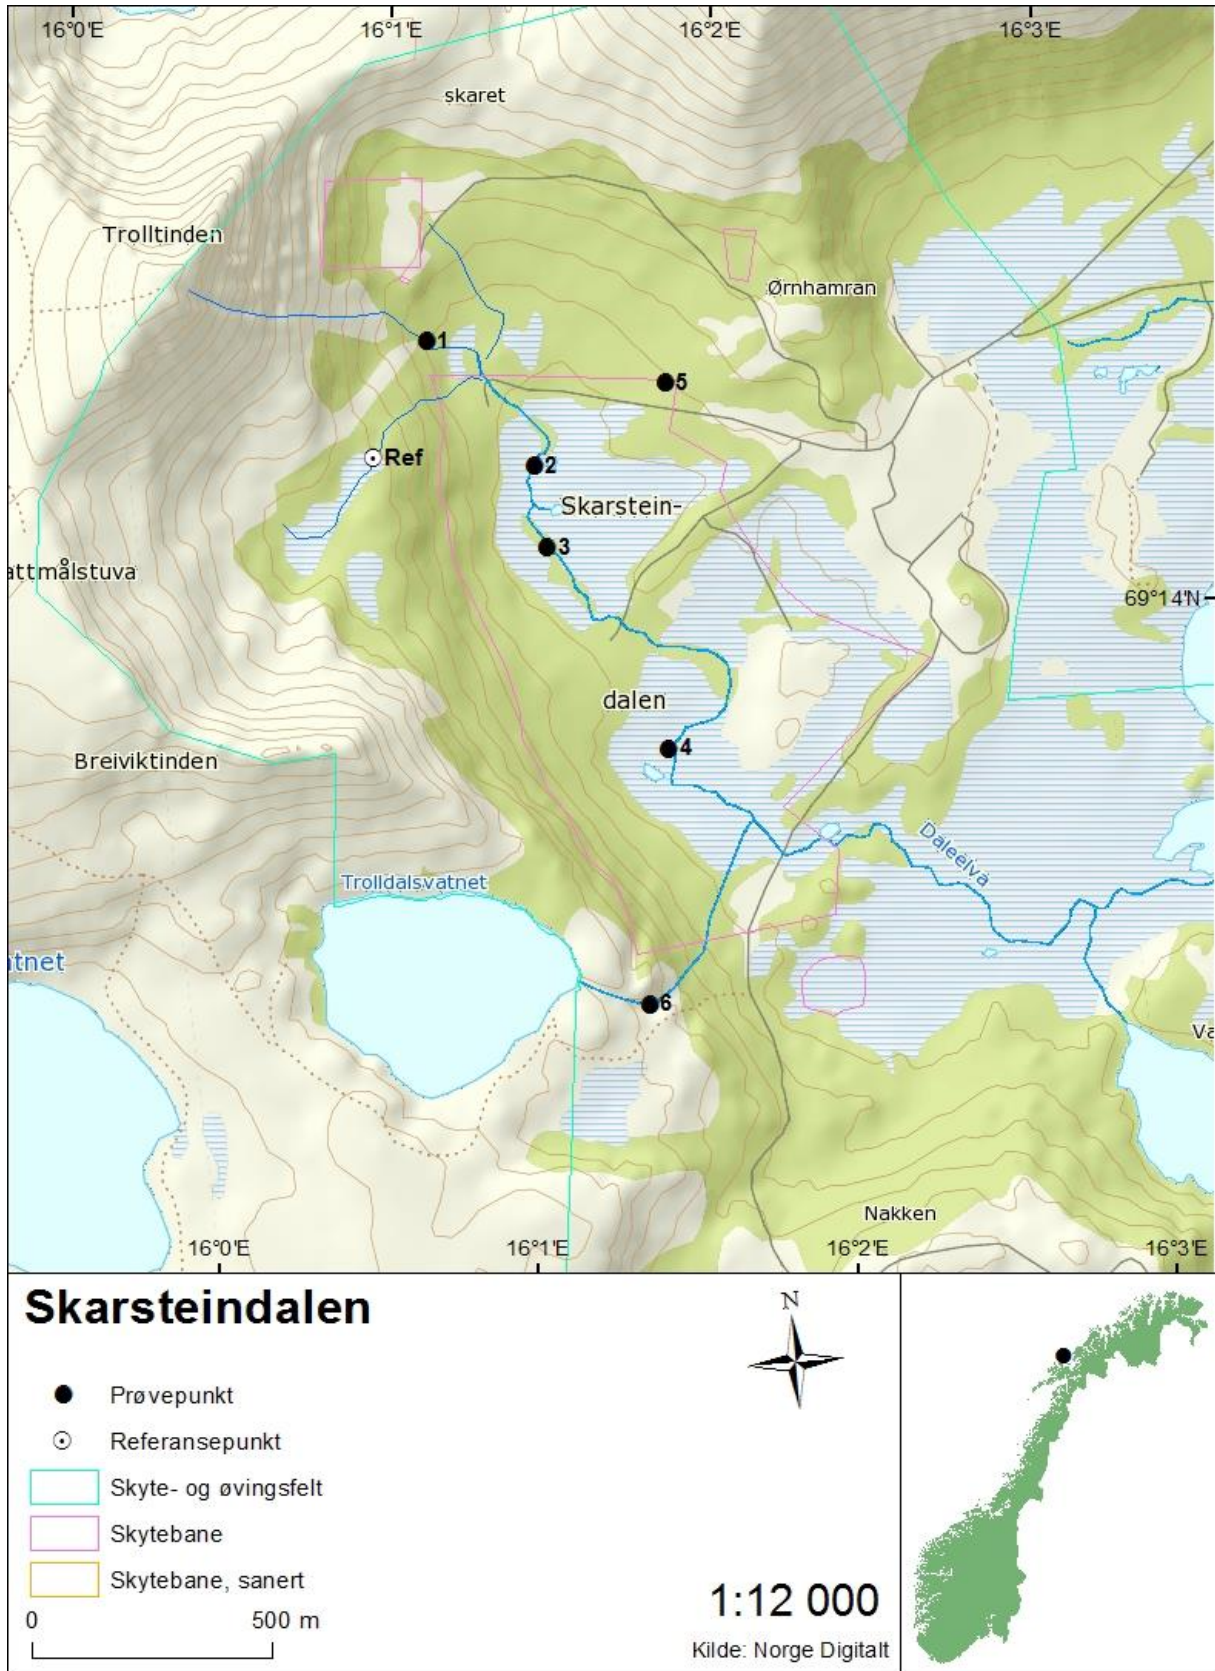 16°0'E 16°1'E 16°2'E 16°3'E
skaret
Trolltinden
Ørnhamran
1
5
Ref
2
Skarstein-
3
attmålstuva
69°14'N
dalen
4
Breiviktinden
Daleelva
Trolldalsvatnet
tnet
6
Va
Nakken
16°0'E 16°1'E 16°2'E 16°3'E
Skarsteindalen
N
Prøvepunkt
Referansepunkt
Skyte- og øvingsfelt
Skytebane
Skytebane, sanert
0 500 m
1:12 000
Kilde: Norge Digitalt